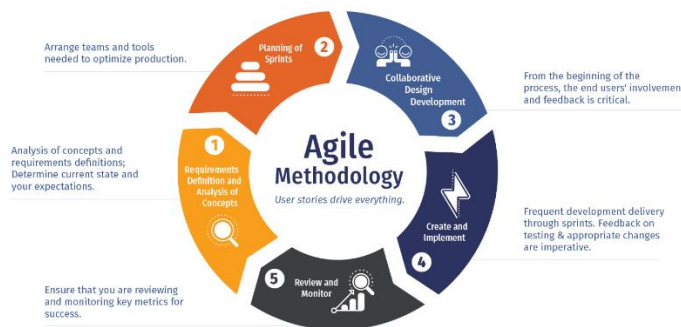 Agile
Methodology
User stories drive everything.
1
Requirements
Definition and
Analysis of
Concepts
Analysis of concepts and
requirements definitions;
Determine current state and
your expectations.
2
Planning of
Sprints
Arrange teams and tools
needed to optimize production.
3
Collaborative
Design
Development
From the beginning of the
process, the end users' involvemen
and feedback is critical.
4
Create and
Implement
Frequent development delivery
through sprints. Feedback on
testing & appropriate changes
are imperative.
5
Review and
Monitor
Ensure that you are reviewing
and monitoring key metrics for
success.